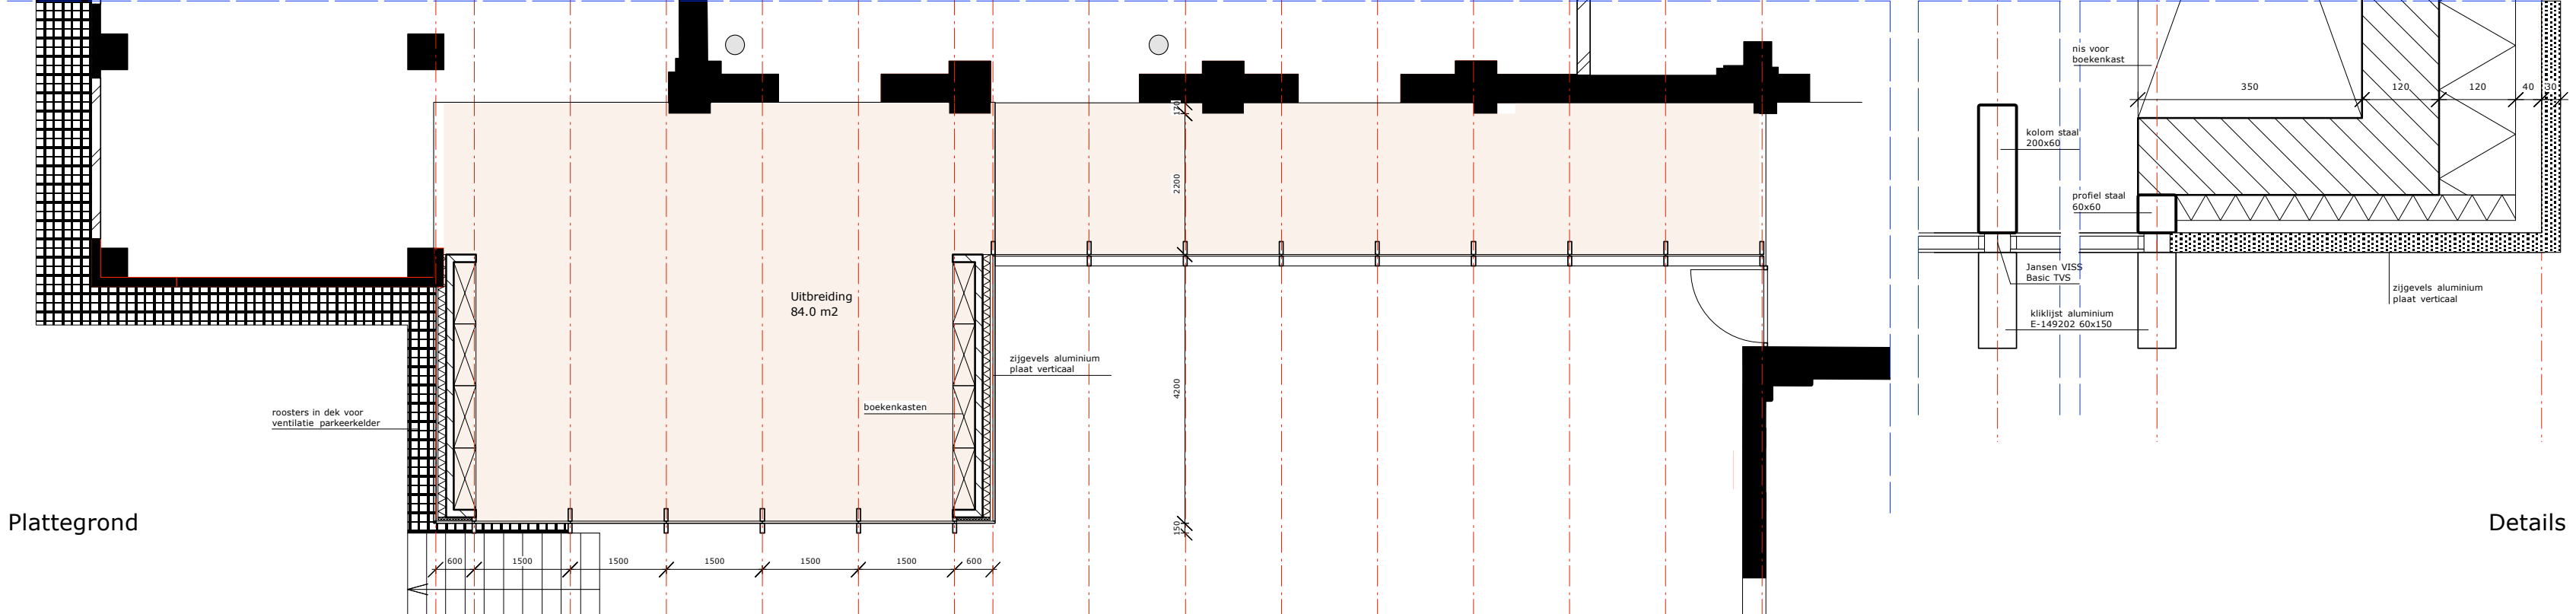 nis voor
boekenkast
350
120
120
40
30
170
kolom staal
200x60
2200
profiel staal
60x60
Jansen VISS
Basic TVS
zijgevels aluminium
plaat verticaal
Uitbreiding
84.0 m2
kliklijst aluminium
E-149202 60x150
zijgevels aluminium
plaat verticaal
4200
boekenkasten
roosters in dek voor
ventilatie parkeerkelder
Plattegrond
Details
150
600
1500
1500
1500
1500
1500
600